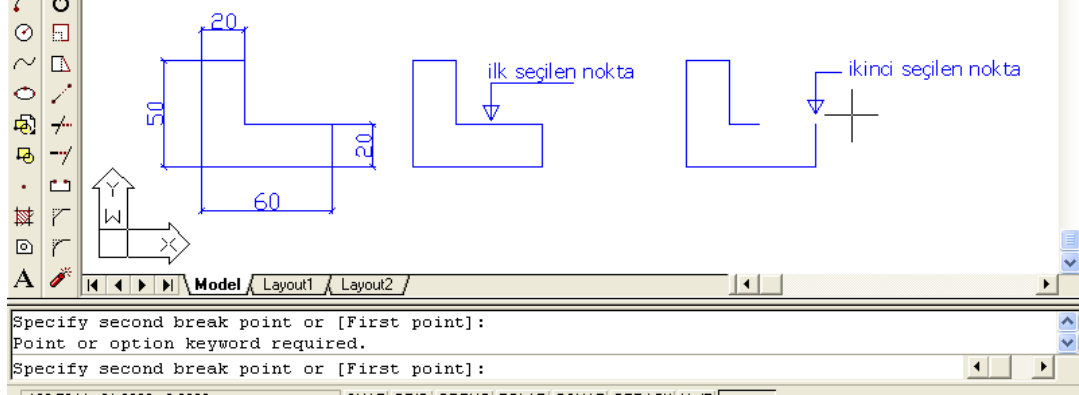 20
ilk seçilen nokta
ikinci seçilen nokta
50
20
60
Y
W
X
A
Model Layout1 Layout2
Specify second break point or [First point]:
Point or option keyword required.
Specify second break point or [First point]: